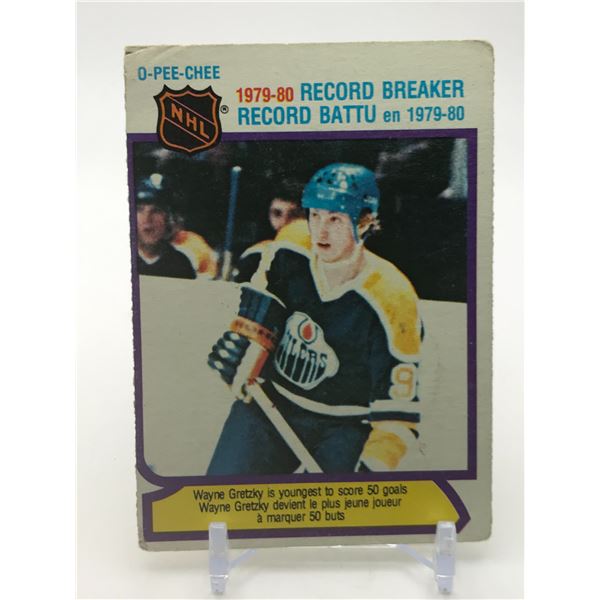 O-PEE-CHEE
NHL
®
1979-80 RECORD BREAKER
RECORD BATTU en 1979-80
OILERS
9
Wayne Gretzky is youngest to score 50 goals
Wayne Gretzky devient le plus jeune joueur
à marquer 50 buts